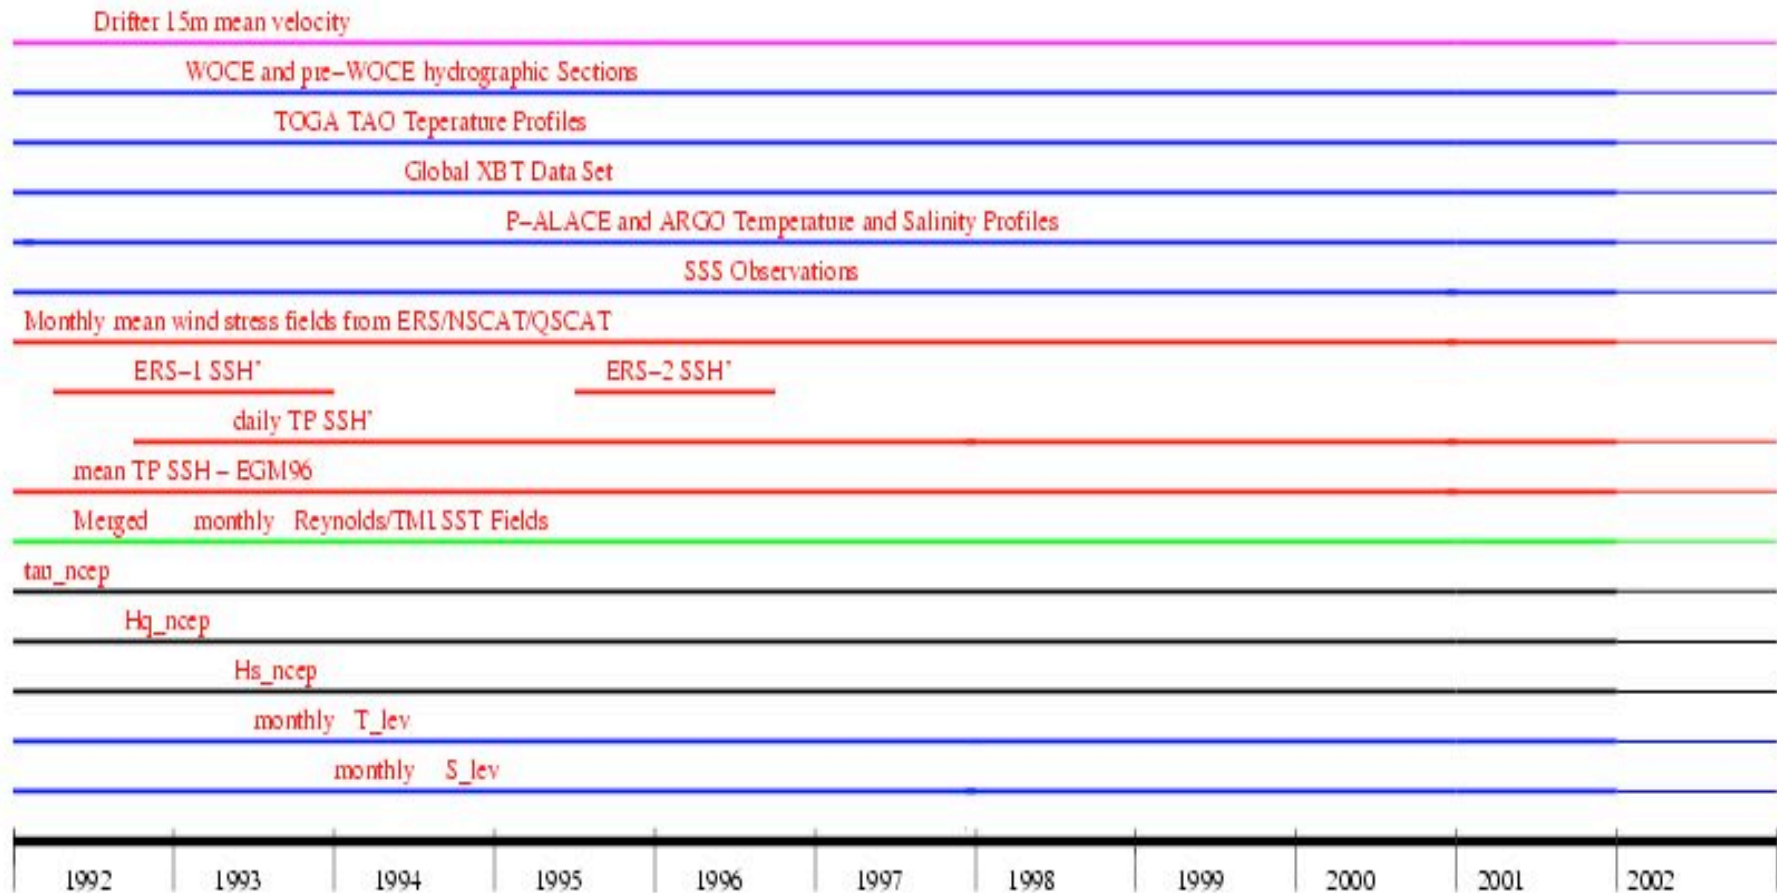 Drifter 15m mean velocity
WOCE and pre-WOCE hydrographic Sections
TOGA TAO Teperature Profiles
Global XBT Data Set
P-ALACE and ARGO Temperature and Salinity Profiles
SSS Observations
Monthly mean wind stress fields from ERS/NSCAT/QSCAT
ERS-1 SSH' ERS-2 SSH'
daily TP SSH'
mean TP SSH - EGM96
Merged monthly Reynolds/TMI SST Fields
tau_ncep
Hq_ncep
Hs_ncep
monthly T_lev
monthly S_lev
1992 1993 1994 1995 1996 1997 1998 1999 2000 2001 2002